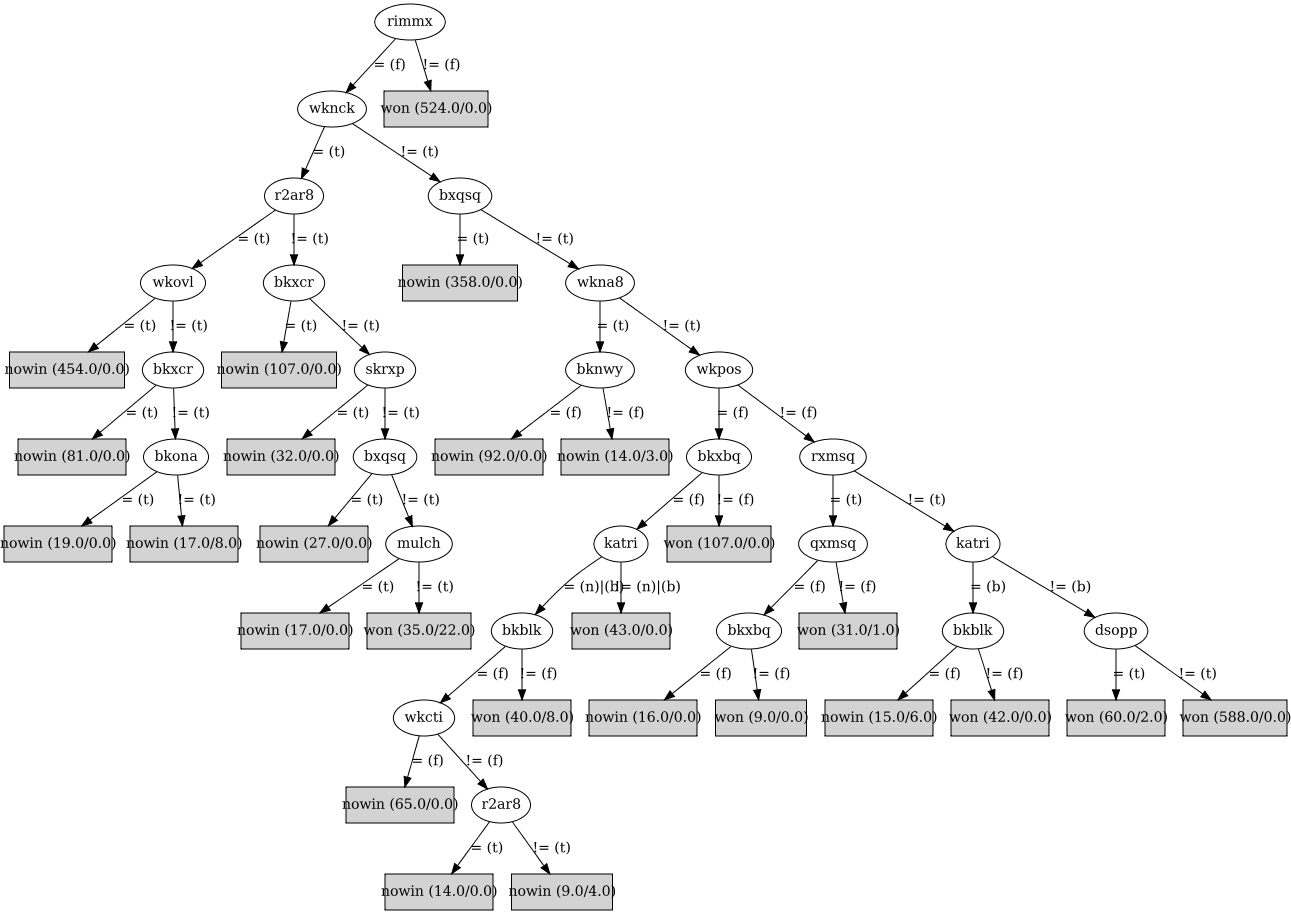 rimmx
= (f) != (f)
wknck won (524.0/0.0)
= (t) != (t)
r2ar8 bxqsq
= (t) != (t) = (t) != (t)
wkovl bkxcr nowin (358.0/0.0) wkna8
= (t) != (t) = (t) != (t) = (t) != (t)
nowin (454.0/0.0) bkxcr nowin (107.0/0.0) skrxp bknwy wkpos
= (t) != (t) = (t) != (t) = (f) != (f) = (f) != (f)
nowin (81.0/0.0) bkona nowin (32.0/0.0) bxqsq nowin (92.0/0.0) nowin (14.0/3.0) bkxbq rxmsq
= (t) != (t) = (t) != (t) = (f) != (f) = (t) != (t)
nowin (19.0/0.0) nowin (17.0/8.0) nowin (27.0/0.0) mulch katri won (107.0/0.0) qxmsq katri
= (t) != (t) = (n)|(b) != (n)|(b) = (f) != (f) = (b) != (b)
nowin (17.0/0.0) won (35.0/22.0) bkblk won (43.0/0.0) bkxbq won (31.0/1.0) bkblk dsopp
= (f) != (f) = (f) != (f) = (f) != (f) = (t) != (t)
wkcti won (40.0/8.0) nowin (16.0/0.0) won (9.0/0.0) nowin (15.0/6.0) won (42.0/0.0) won (60.0/2.0) won (588.0/0.0)
= (f) != (f)
nowin (65.0/0.0) r2ar8
= (t) != (t)
nowin (14.0/0.0) nowin (9.0/4.0)